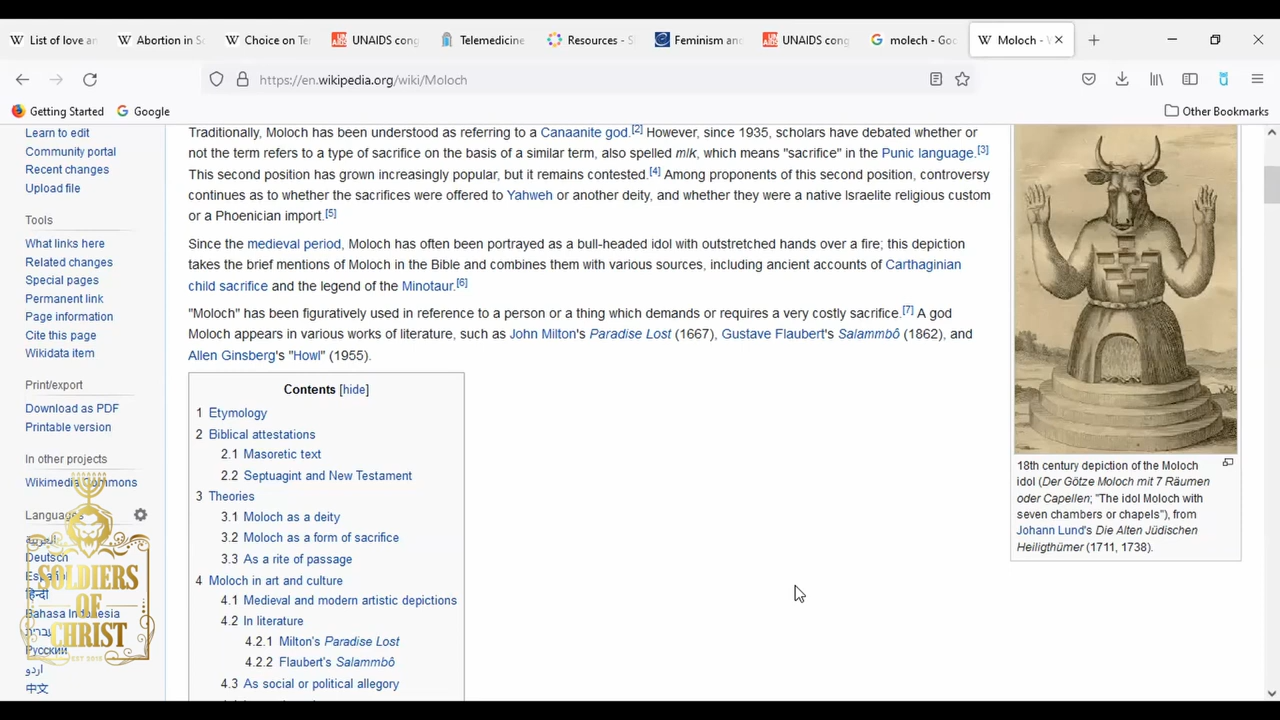 List of love an
Abortion in So
Choice on Ter
UNAIDS cong
Telemedicine
Resources - S
Feminism and
UNAIDS cong
molech - Goo
Moloch - W
https://en.wikipedia.org/wiki/Moloch
Getting Started
Google
Other Bookmarks
Learn to edit
Community portal
Recent changes
Upload file
Tools
What links here
Related changes
Special pages
Permanent link
Page information
Cite this page
Wikidata item
Print/export
Download as PDF
Printable version
In other projects
Wikimedia Commons
Languages
العربية
Deutsch
Español
हिन्दी
Bahasa Indonesia
עברית
Русский
اردو
中文
SOLDIERS
OF
CHRIST
Traditionally, Moloch has been understood as referring to a Canaanite god.[2] However, since 1935, scholars have debated whether or
not the term refers to a type of sacrifice on the basis of a similar term, also spelled mlk, which means "sacrifice" in the Punic language.[3]
This second position has grown increasingly popular, but it remains contested.[4] Among proponents of this second position, controversy
continues as to whether the sacrifices were offered to Yahweh or another deity, and whether they were a native Israelite religious custom
or a Phoenician import.[5]
Since the medieval period, Moloch has often been portrayed as a bull-headed idol with outstretched hands over a fire; this depiction
takes the brief mentions of Moloch in the Bible and combines them with various sources, including ancient accounts of Carthaginian
child sacrifice and the legend of the Minotaur.[6]
"Moloch" has been figuratively used in reference to a person or a thing which demands or requires a very costly sacrifice.[7] A god
Moloch appears in various works of literature, such as John Milton's Paradise Lost (1667), Gustave Flaubert's Salammbô (1862), and
Allen Ginsberg's "Howl" (1955).
Contents [hide]
1 Etymology
2 Biblical attestations
2.1 Masoretic text
2.2 Septuagint and New Testament
3 Theories
3.1 Moloch as a deity
3.2 Moloch as a form of sacrifice
3.3 As a rite of passage
4 Moloch in art and culture
4.1 Medieval and modern artistic depictions
4.2 In literature
4.2.1 Milton's Paradise Lost
4.2.2 Flaubert's Salammbô
4.3 As social or political allegory
18th century depiction of the Moloch
idol (Der Götze Moloch mit 7 Räumen
oder Capellen; "The idol Moloch with
seven chambers or chapels"), from
Johann Lund's Die Alten Jüdischen
Heiligthümer (1711, 1738).